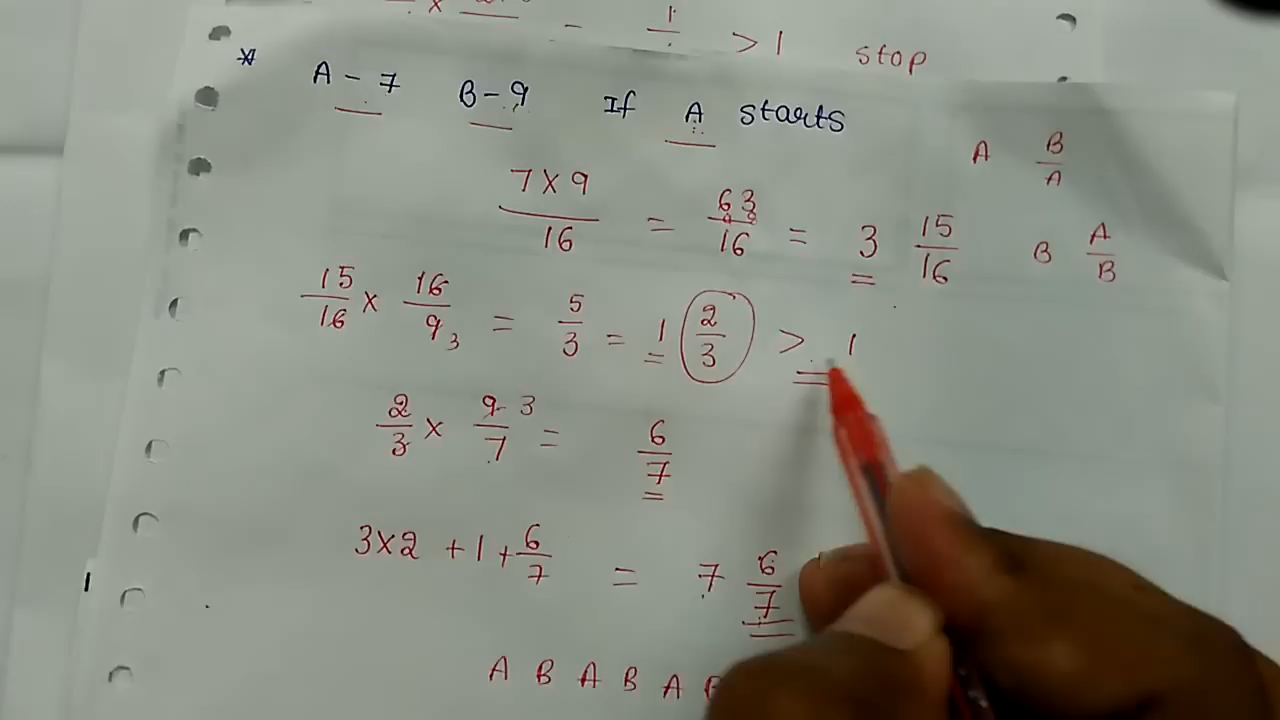 - 1 > 1 stop
* A - 7 B - 9 If A starts
A B/A
7 X 9 / 16 = 63/16 = 3 15/16
B A/B
15/16 x 16/9 3 = 5/3 = 1 2/3 > 1
2/3 x 9 3/7 = 6/7
3X2 + 1 + 6/7 = 7 6/7
A B A B A